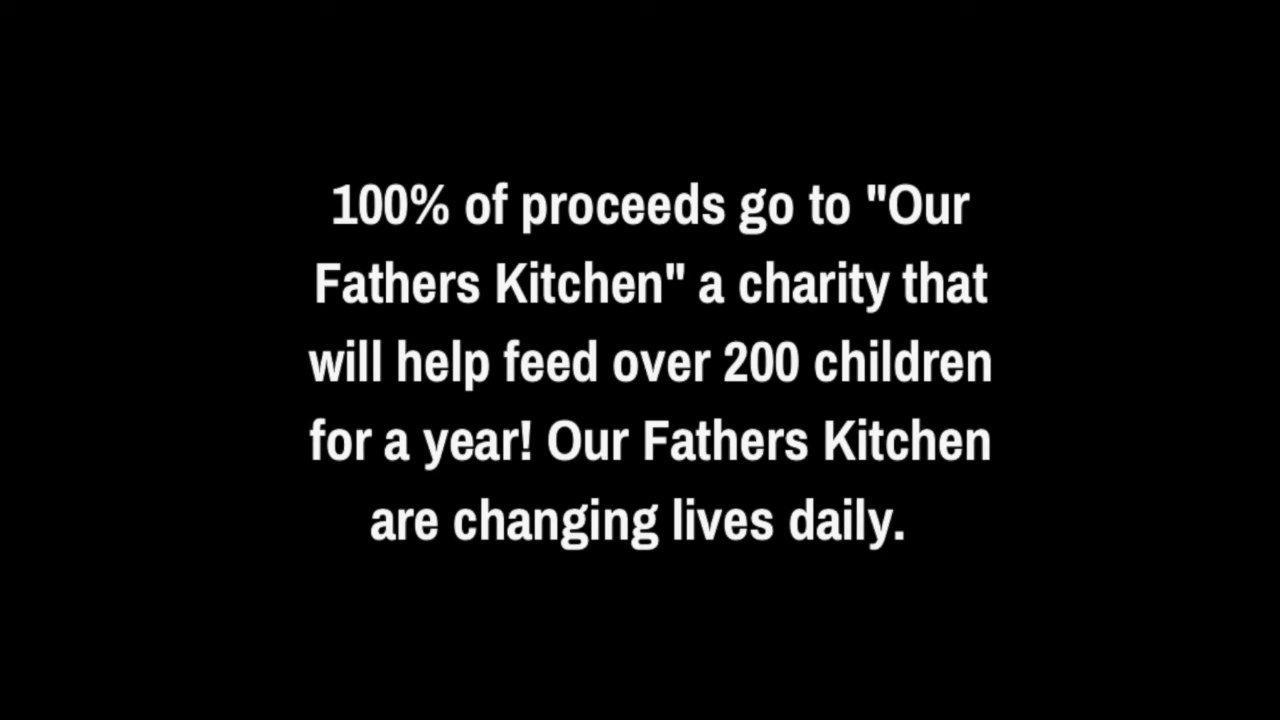 100% of proceeds go to "Our
Fathers Kitchen" a charity that
will help feed over 200 children
for a year! Our Fathers Kitchen
are changing lives daily.